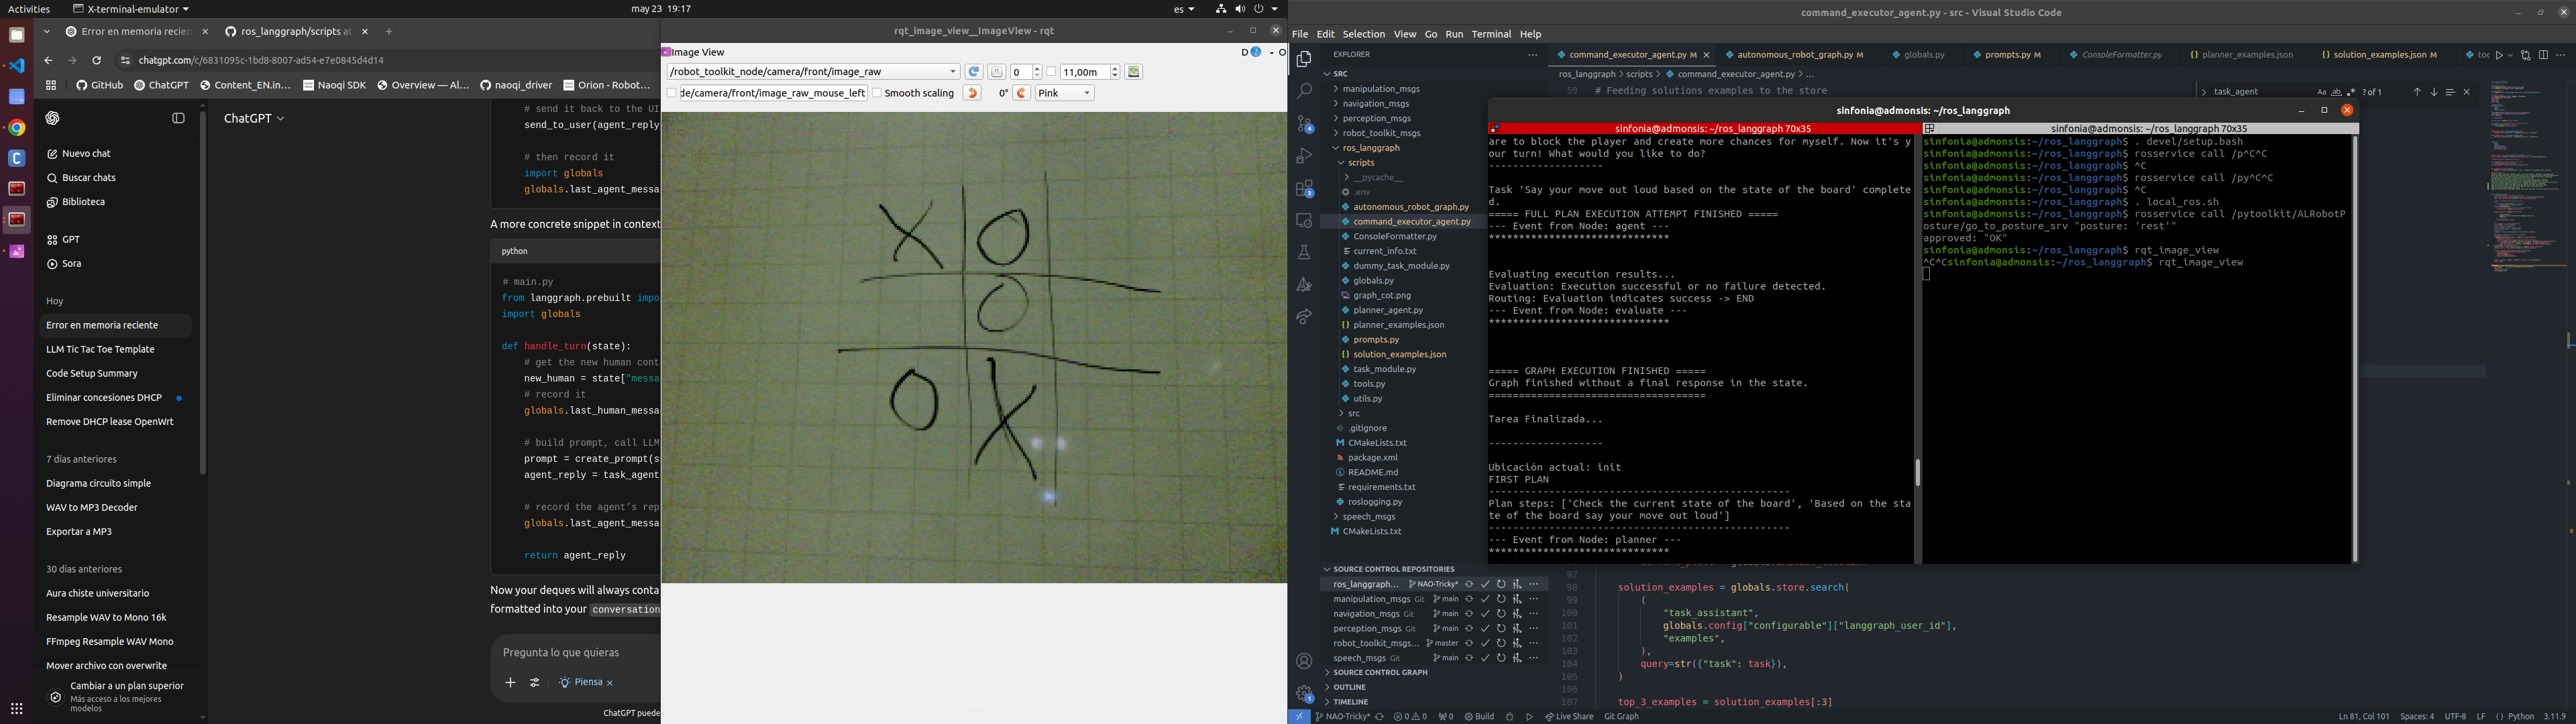 Activities
X-terminal-emulator
may 23 19:17
es
Error en memoria recien
ros_langgraph/scripts at
chatgpt.com/c/6831095c-1bd8-8007-ad54-e7e0845d4d14
GitHub
ChatGPT
Content_EN.in...
Naoqi SDK
Overview — Al...
naoqi_driver
Orion - Robot...
ChatGPT
Nuevo chat
Buscar chats
Biblioteca
GPT
Sora
Hoy
Error en memoria reciente
LLM Tic Tac Toe Template
Code Setup Summary
Eliminar concesiones DHCP
Remove DHCP lease OpenWrt
7 días anteriores
Diagrama circuito simple
WAV to MP3 Decoder
Exportar a MP3
30 días anteriores
Aura chiste universitario
Resample WAV to Mono 16k
FFmpeg Resample WAV Mono
Mover archivo con overwrite
Cambiar a un plan superior
Más acceso a los mejores
modelos
# send it back to the UI
send_to_user(agent_reply
# then record it
import globals
globals.last_agent_messa
A more concrete snippet in context
python
# main.py
from langgraph.prebuilt impor
import globals
def handle_turn(state):
# get the new human cont
new_human = state["messa
# record it
globals.last_human_messa
# build prompt, call LLM
prompt = create_prompt(s
agent_reply = task_agent
# record the agent’s rep
globals.last_agent_messa
return agent_reply
Now your deques will always conta
formatted into your conversation
Pregunta lo que quieras
Piensa
ChatGPT puede
rqt_image_view__ImageView - rqt
Image View
D
- O
/robot_toolkit_node/camera/front/image_raw
0
11,00m
de/camera/front/image_raw_mouse_left
Smooth scaling
0°
Pink
X O
O
O X
command_executor_agent.py - src - Visual Studio Code
File Edit Selection View Go Run Terminal Help
EXPLORER
SRC
manipulation_msgs
navigation_msgs
perception_msgs
robot_toolkit_msgs
ros_langgraph
scripts
__pycache__
.env
autonomous_robot_graph.py
command_executor_agent.py
ConsoleFormatter.py
current_info.txt
dummy_task_module.py
globals.py
graph_cot.png
planner_agent.py
planner_examples.json
prompts.py
solution_examples.json
task_module.py
tools.py
utils.py
src
.gitignore
CMakeLists.txt
package.xml
README.md
requirements.txt
roslogging.py
speech_msgs
CMakeLists.txt
SOURCE CONTROL REPOSITORIES
ros_langgraph... NAO-Tricky*
manipulation_msgs Git main
navigation_msgs Git main
perception_msgs Git main
robot_toolkit_msgs... master
speech_msgs Git main
SOURCE CONTROL GRAPH
OUTLINE
TIMELINE
command_executor_agent.py M
autonomous_robot_graph.py M
globals.py
prompts.py M
ConsoleFormatter.py
planner_examples.json
solution_examples.json M
ros_langgraph > scripts > command_executor_agent.py > ...
59 # Feeding solutions examples to the store
task_agent
? of 1
sinfonia@admonsis: ~/ros_langgraph
sinfonia@admonsis: ~/ros_langgraph 70x35
are to block the player and create more chances for myself. Now it's y
our turn! What would you like to do?
-------------------
Task 'Say your move out loud based on the state of the board' complete
d.
===== FULL PLAN EXECUTION ATTEMPT FINISHED =====
--- Event from Node: agent ---
******************************
Evaluating execution results...
Evaluation: Execution successful or no failure detected.
Routing: Evaluation indicates success -> END
--- Event from Node: evaluate ---
******************************
===== GRAPH EXECUTION FINISHED =====
Graph finished without a final response in the state.
====================================
Tarea Finalizada...
-------------------
Ubicación actual: init
FIRST PLAN
--------------------------------------------------
Plan steps: ['Check the current state of the board', 'Based on the sta
te of the board say your move out loud']
--------------------------------------------------
--- Event from Node: planner ---
******************************
sinfonia@admonsis: ~/ros_langgraph 70x35
sinfonia@admonsis:~/ros_langgraph$ . devel/setup.bash
sinfonia@admonsis:~/ros_langgraph$ rosservice call /p^C^C
sinfonia@admonsis:~/ros_langgraph$ ^C
sinfonia@admonsis:~/ros_langgraph$ rosservice call /py^C^C
sinfonia@admonsis:~/ros_langgraph$ ^C
sinfonia@admonsis:~/ros_langgraph$ . local_ros.sh
sinfonia@admonsis:~/ros_langgraph$ rosservice call /pytoolkit/ALRobotP
osture/go_to_posture_srv "posture: 'rest'"
approved: "OK"
sinfonia@admonsis:~/ros_langgraph$ rqt_image_view
^C^Csinfonia@admonsis:~/ros_langgraph$ rqt_image_view
97
98 solution_examples = globals.store.search(
99 (
100 "task_assistant",
101 globals.config["configurable"]["langgraph_user_id"],
102 "examples",
103 ),
104 query=str({"task": task}),
105 )
106
107 top_3_examples = solution_examples[:3]
NAO-Tricky* 0 0 0 Build Live Share Git Graph
Ln 81, Col 101 Spaces: 4 UTF-8 LF Python 3.11.9